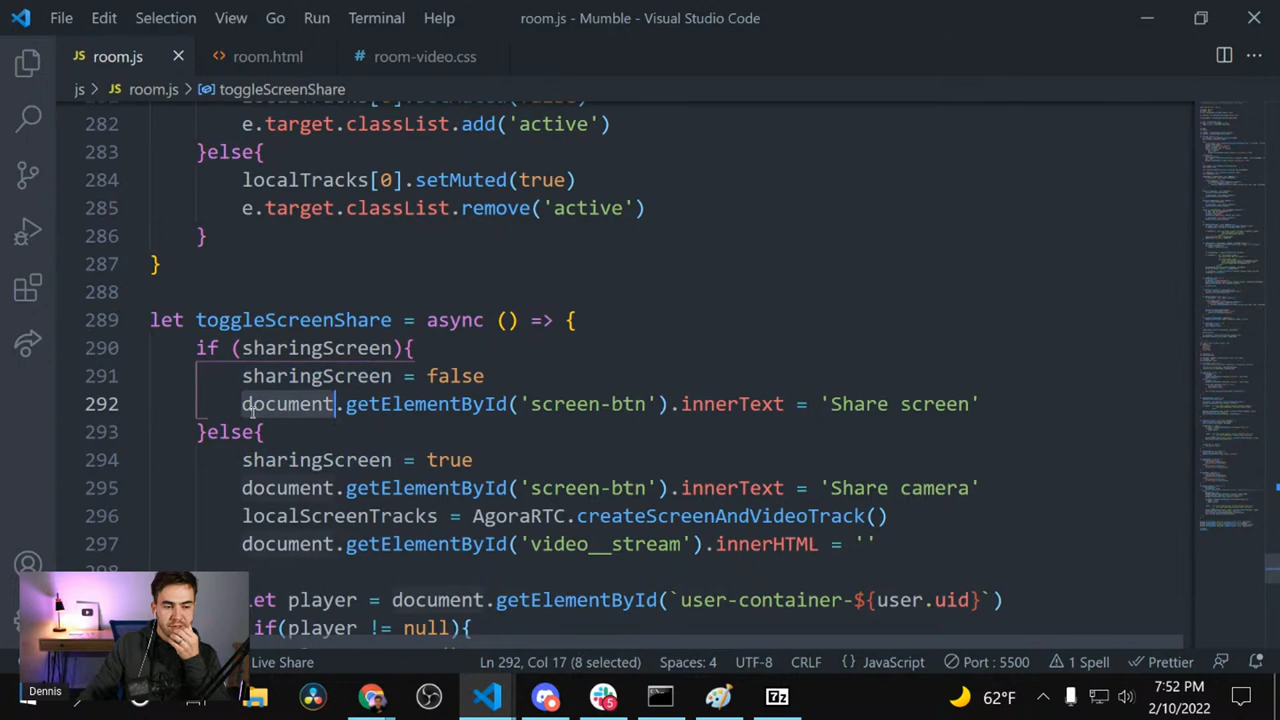 File Edit Selection View Go Run Terminal Help room.js - Mumble - Visual Studio Code
JS room.js room.html # room-video.css
js > JS room.js > toggleScreenShare
282 e.target.classList.add('active')
283 }else{
284 localTracks[0].setMuted(true)
285 e.target.classList.remove('active')
286 }
287 }
288
289 let toggleScreenShare = async () => {
290 if (sharingScreen){
291 sharingScreen = false
292 document.getElementById('screen-btn').innerText = 'Share screen'
293 }else{
294 sharingScreen = true
295 document.getElementById('screen-btn').innerText = 'Share camera'
296 localScreenTracks = AgoraRTC.createScreenAndVideoTrack()
297 document.getElementById('video__stream').innerHTML = ''
let player = document.getElementById(`user-container-${user.uid}`)
if(player != null){
Live Share Ln 292, Col 17 (8 selected) Spaces: 4 UTF-8 CRLF {} JavaScript Port : 5500 1 Spell Prettier
Dennis
5
7z
62°F
7:52 PM
2/10/2022